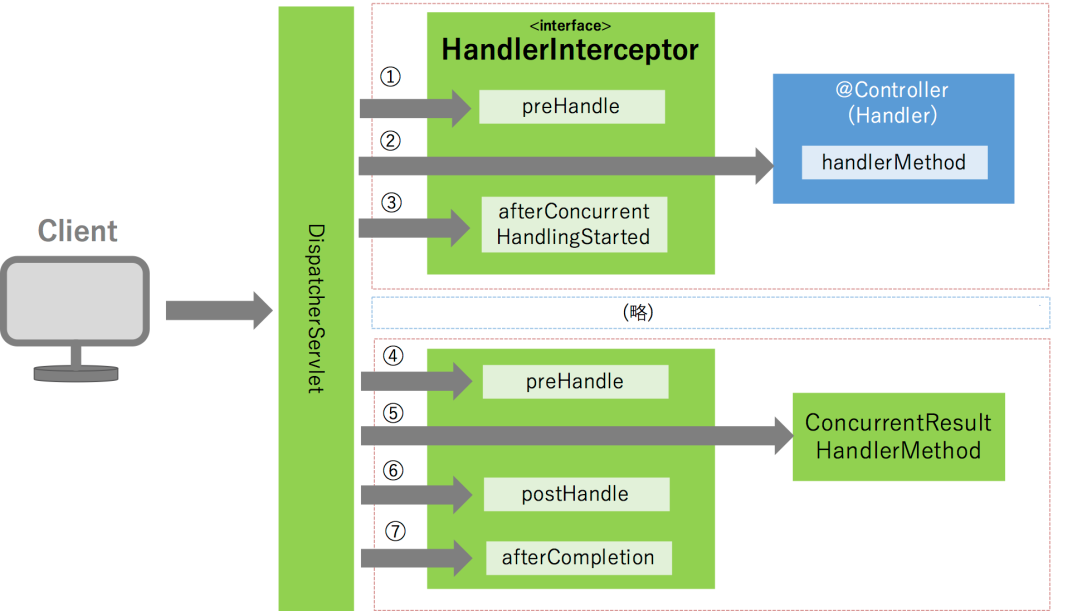 Client
DispatcherServlet
<interface>
HandlerInterceptor
①
preHandle
②
@Controller
(Handler)
handlerMethod
③
afterConcurrent
HandlingStarted
(略)
④
preHandle
⑤
ConcurrentResult
HandlerMethod
⑥
postHandle
⑦
afterCompletion